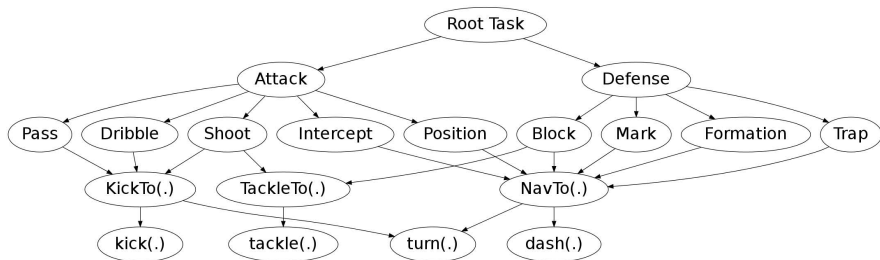 Root Task
Attack
Defense
Pass
Dribble
Shoot
Intercept
Position
Block
Mark
Formation
Trap
KickTo(.)
TackleTo(.)
NavTo(.)
kick(.)
tackle(.)
turn(.)
dash(.)